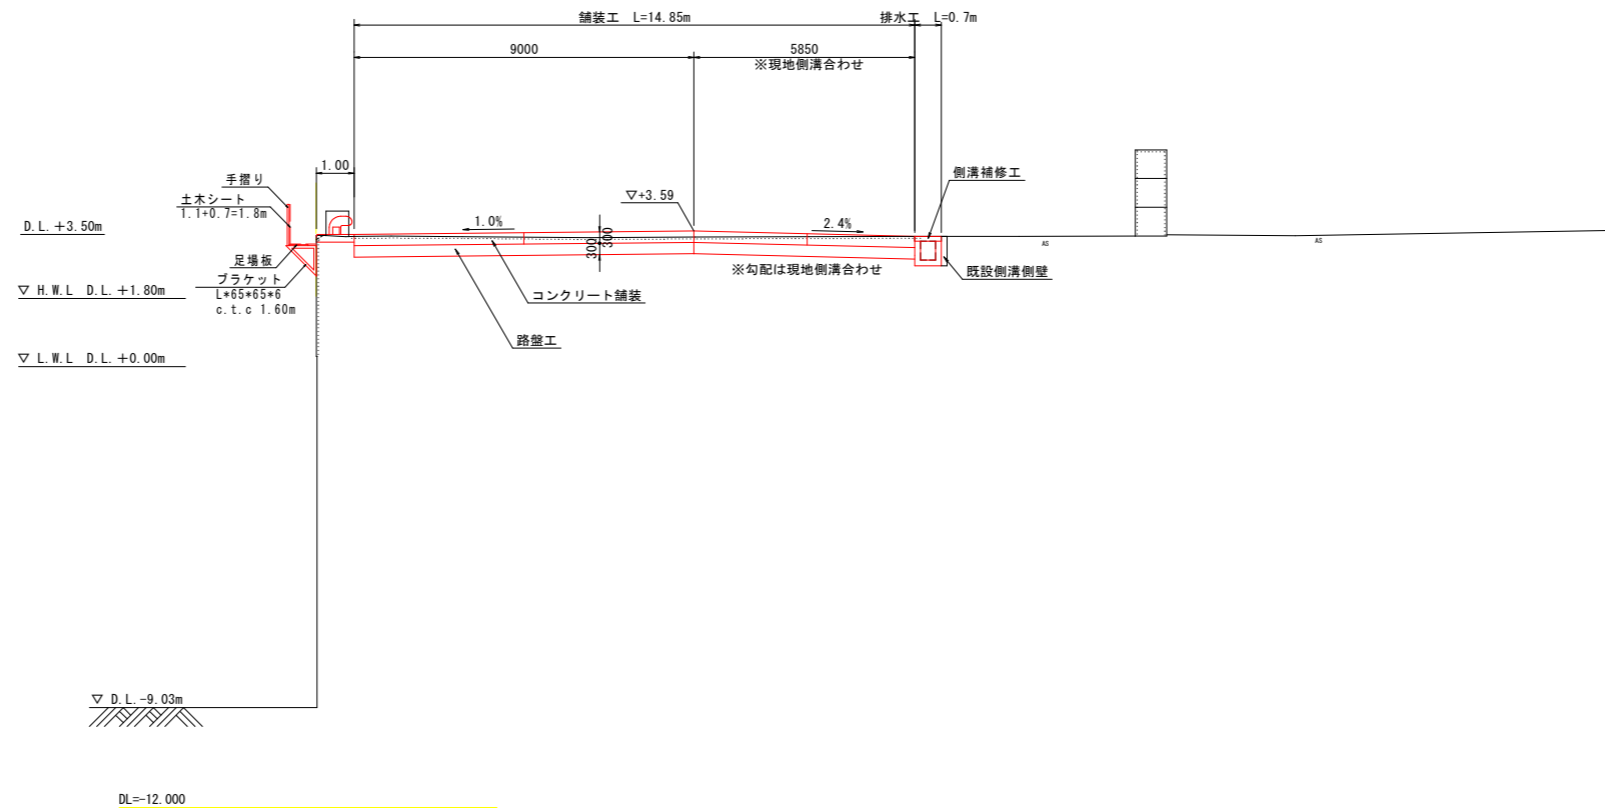 舗装工 L=14.85m
排水工 L=0.7m
9000
5850
※現地側溝合わせ
1.00
手摺り
土木シート
1.1+0.7=1.8m
▽+3.59
側溝補修工
D.L.+3.50m
1.0%
2.4%
300
300
足場板
ブラケット
L*65*65*6
c.t.c 1.60m
※勾配は現地側溝合わせ
既設側溝側壁
AS
AS
コンクリート舗装
路盤工
▽ H.W.L D.L.+1.80m
▽ L.W.L D.L.+0.00m
▽ D.L.-9.03m
DL=-12.000